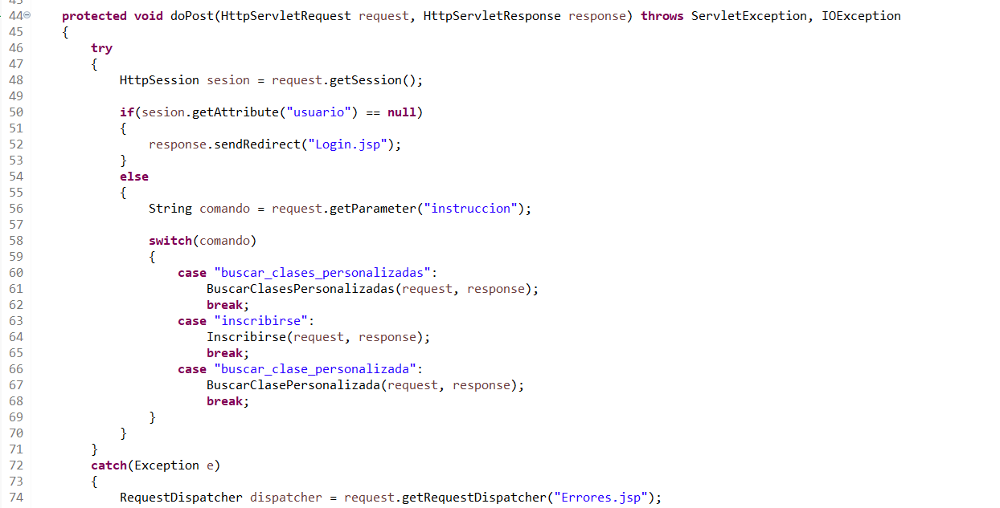 44 protected void doPost(HttpServletRequest request, HttpServletResponse response) throws ServletException, IOException
45 {
46 try
47 {
48 HttpSession sesion = request.getSession();
49
50 if(sesion.getAttribute("usuario") == null)
51 {
52 response.sendRedirect("Login.jsp");
53 }
54 else
55 {
56 String comando = request.getParameter("instruccion");
57
58 switch(comando)
59 {
60 case "buscar_clases_personalizadas":
61 BuscarClasesPersonalizadas(request, response);
62 break;
63 case "inscribirse":
64 Inscribirse(request, response);
65 break;
66 case "buscar_clase_personalizada":
67 BuscarClasePersonalizada(request, response);
68 break;
69 }
70 }
71 }
72 catch(Exception e)
73 {
74 RequestDispatcher dispatcher = request.getRequestDispatcher("Errores.jsp");